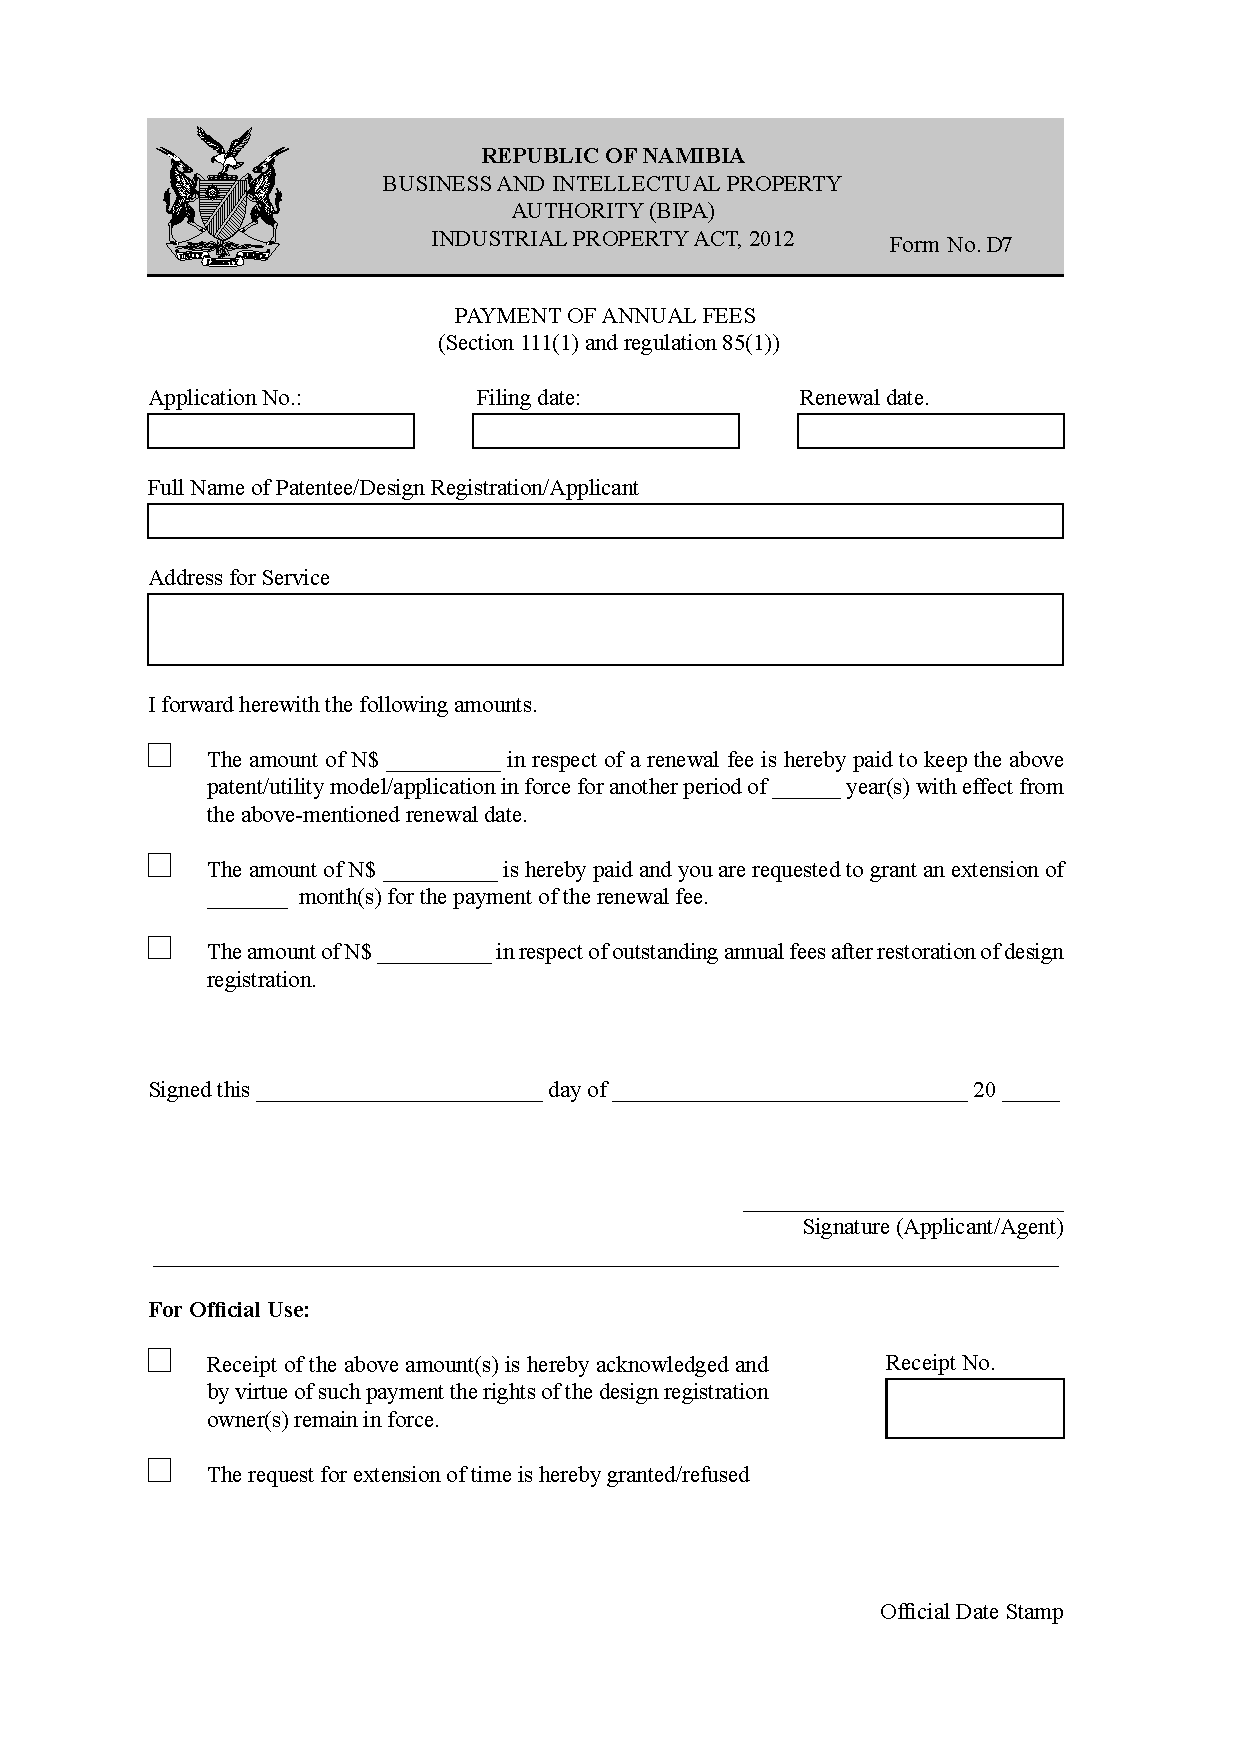 REPUBLIC OF NAMIBIA
BUSINESS AND INTELLECTUAL PROPERTY
AUTHORITY (BIPA)
INDUSTRIAL PROPERTY ACT, 2012
Form No. D7
PAYMENT OF ANNUAL FEES
(Section 111(1) and regulation 85(1))
Application No.: Filing date: Renewal date.
Full Name of Patentee/Design Registration/Applicant
Address for Service
I forward herewith the following amounts.
The amount of N$ __________ in respect of a renewal fee is hereby paid to keep the above
patent/utility model/application in force for another period of ______ year(s) with effect from
the above-mentioned renewal date.
The amount of N$ __________ is hereby paid and you are requested to grant an extension of
_______ month(s) for the payment of the renewal fee.
The amount of N$ __________ in respect of outstanding annual fees after restoration of design
registration.
Signed this _________________________ day of _______________________________ 20 _____
Signature (Applicant/Agent)
For Official Use:
Receipt of the above amount(s) is hereby acknowledged and
by virtue of such payment the rights of the design registration
owner(s) remain in force.
Receipt No.
The request for extension of time is hereby granted/refused
Official Date Stamp